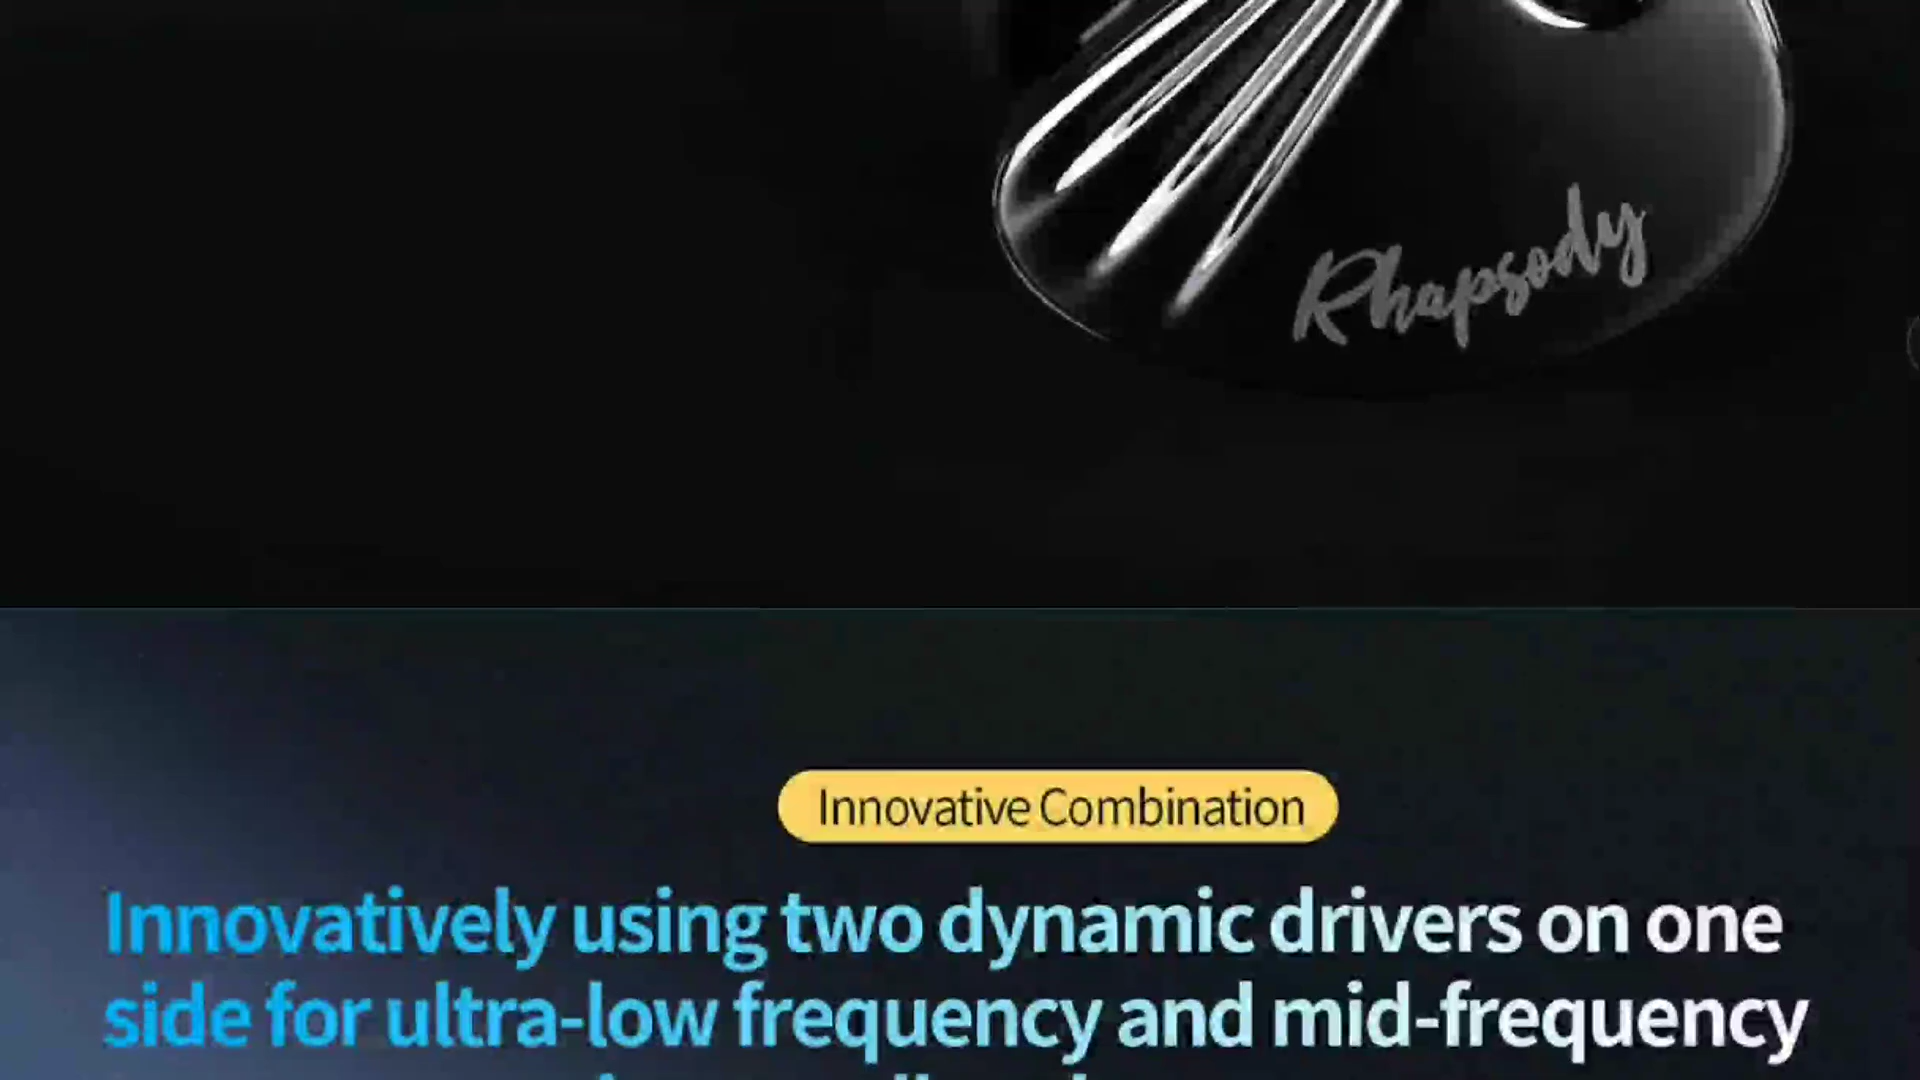 Rhapsody
Innovative Combination
Innovatively using two dynamic drivers on one
side for ultra-low frequency and mid-frequency